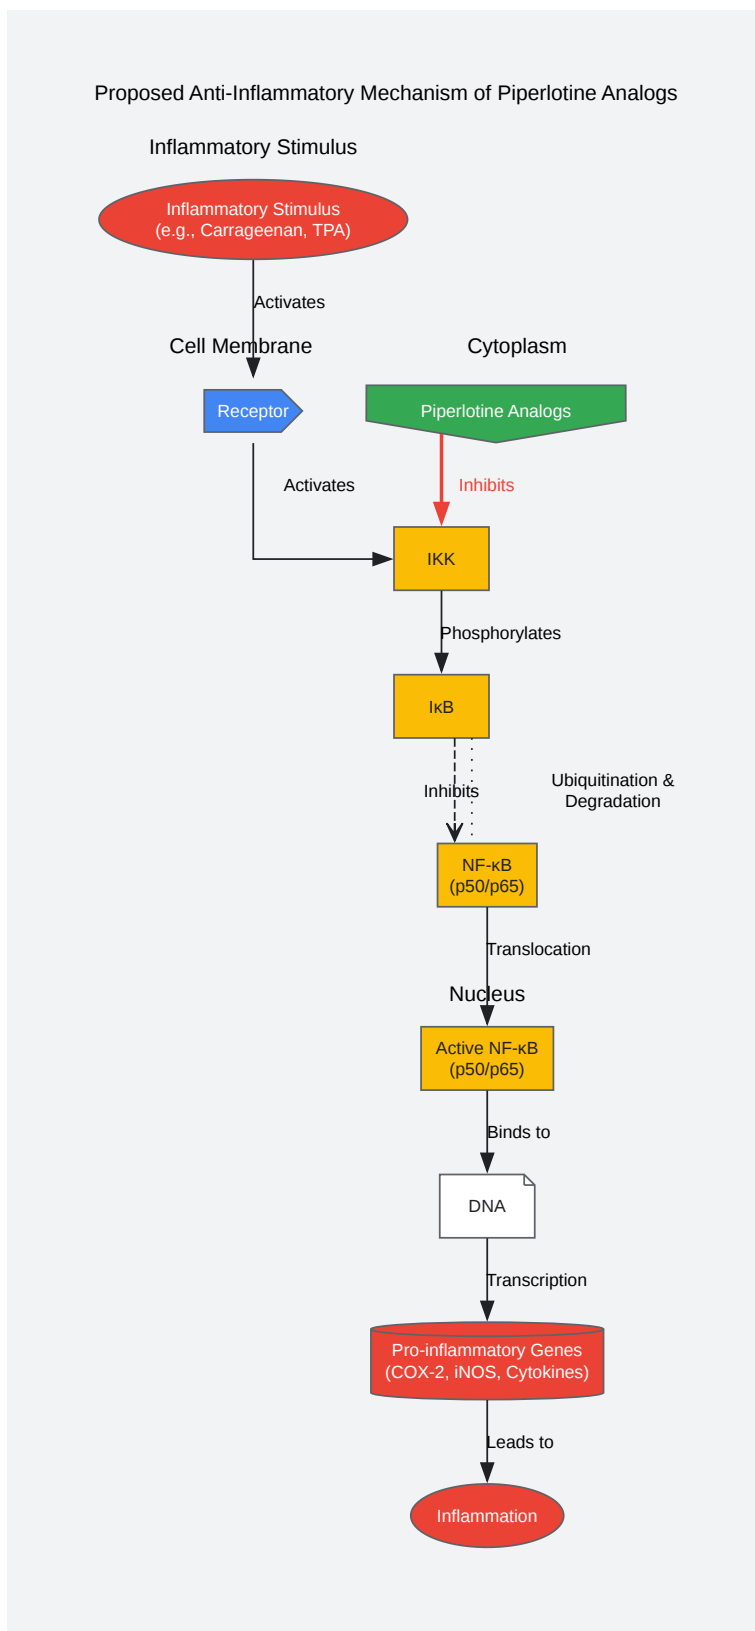 Proposed Anti-Inflammatory Mechanism of Piperlotine Analogs
Inflammatory Stimulus
Inflammatory Stimulus
(e.g., Carrageenan, TPA)
Activates
Cell Membrane
Cytoplasm
Receptor
Piperlotine Analogs
Activates
Inhibits
IKK
Phosphorylates
IκB
Inhibits
Ubiquitination &
Degradation
NF-κB
(p50/p65)
Translocation
Nucleus
Active NF-κB
(p50/p65)
Binds to
DNA
Transcription
Pro-inflammatory Genes
(COX-2, iNOS, Cytokines)
Leads to
Inflammation